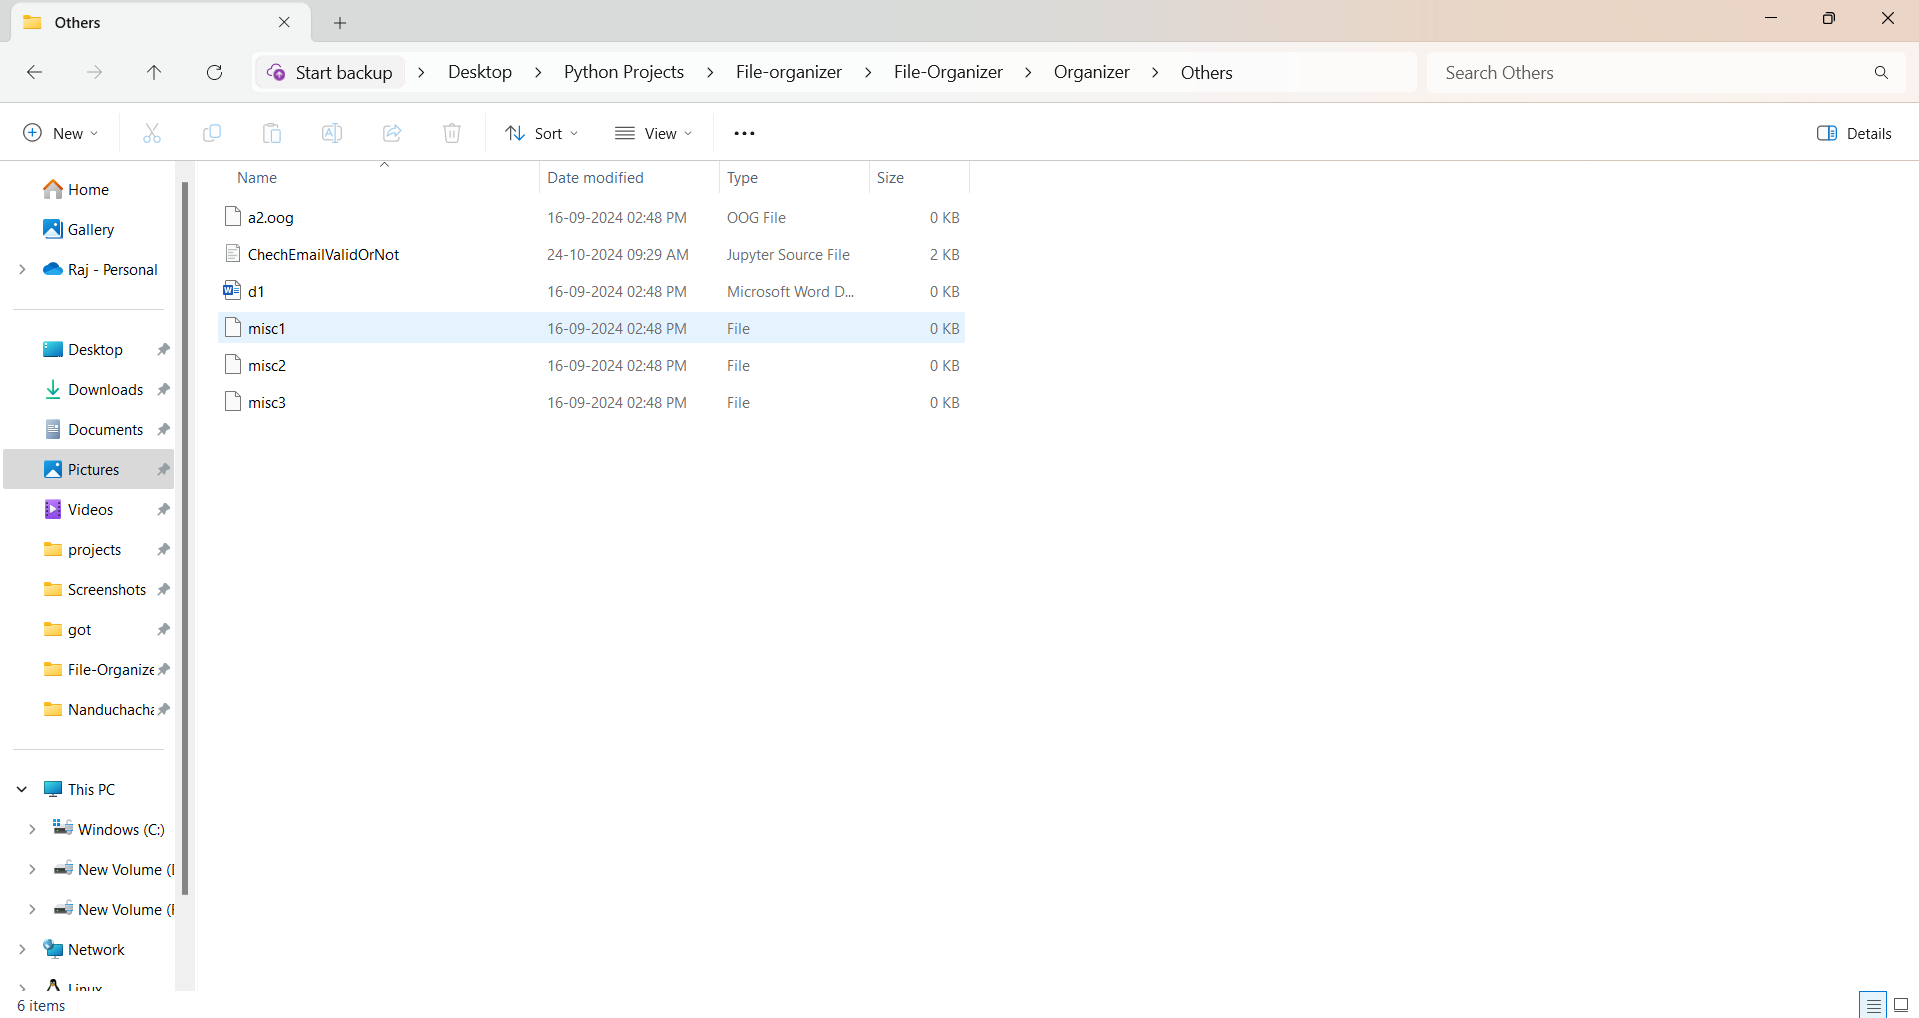 Others
Start backup > Desktop > Python Projects > File-organizer > File-Organizer > Organizer > Others
Search Others
New
Sort
View
Details
Name Date modified Type Size
a2.oog 16-09-2024 02:48 PM OOG File 0 KB
ChechEmailValidOrNot 24-10-2024 09:29 AM Jupyter Source File 2 KB
d1 16-09-2024 02:48 PM Microsoft Word D... 0 KB
misc1 16-09-2024 02:48 PM File 0 KB
misc2 16-09-2024 02:48 PM File 0 KB
misc3 16-09-2024 02:48 PM File 0 KB
Home
Gallery
Raj - Personal
Desktop
Downloads
Documents
Pictures
Videos
projects
Screenshots
got
File-Organize
Nanduchacha
This PC
Windows (C:)
New Volume (
New Volume (
Network
Linux
6 items